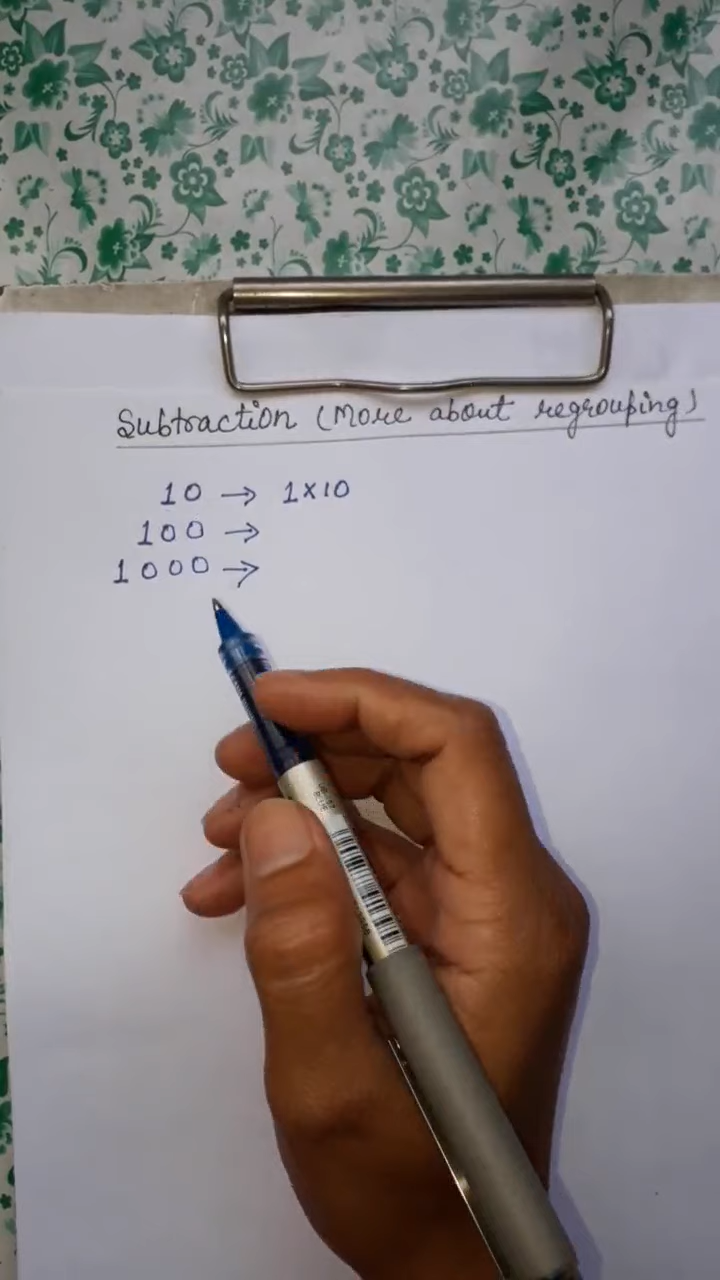 Subtraction (More about regrouping)
10 → 1×10
100 →
1000 →